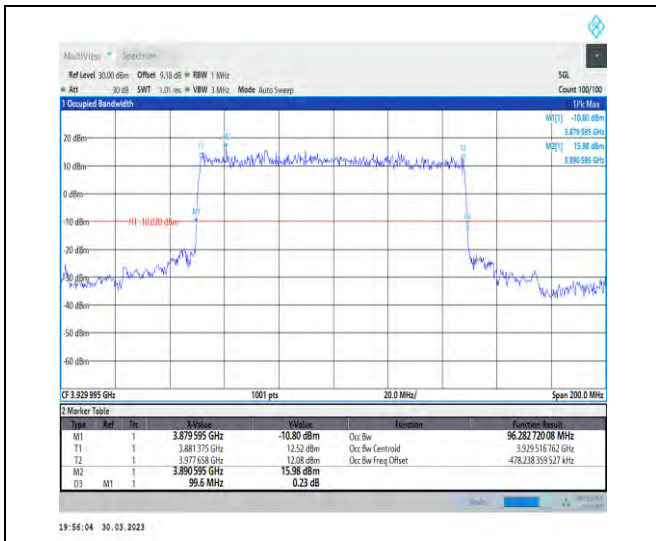 MultiView Spectrum
Ref Level 30.00 dBm Offset 9.18 dB RBW 1 MHz SGL
Att 30 dB SWT 1.01 ms VBW 3 MHz Mode Auto Sweep Count 100/100
1 Occupied Bandwidth 1Pk Max
M1[1] -10.80 dBm
3.879 595 GHz
M2[1] 15.98 dBm
3.890 595 GHz
20 dBm
10 dBm
0 dBm
-10 dBm
H1 -10.020 dBm
M1
T1
M2
T2
-20 dBm
-30 dBm
-40 dBm
-50 dBm
-60 dBm
CF 3.929 995 GHz 1001 pts 20.0 MHz/ Span 200.0 MHz
2 Marker Table
Type Ref Trc X-Value Y-Value Function Function Result
M1 1 3.879 595 GHz -10.80 dBm Occ Bw 96.282 720 08 MHz
T1 1 3.881 375 GHz 12.52 dBm Occ Bw Centroid 3.929 516 762 GHz
T2 1 3.977 658 GHz 12.08 dBm Occ Bw Freq Offset -478.238 359 527 kHz
M2 1 3.890 595 GHz 15.98 dBm
D3 M1 1 99.6 MHz 0.23 dB
19:56:04 30.03.2023